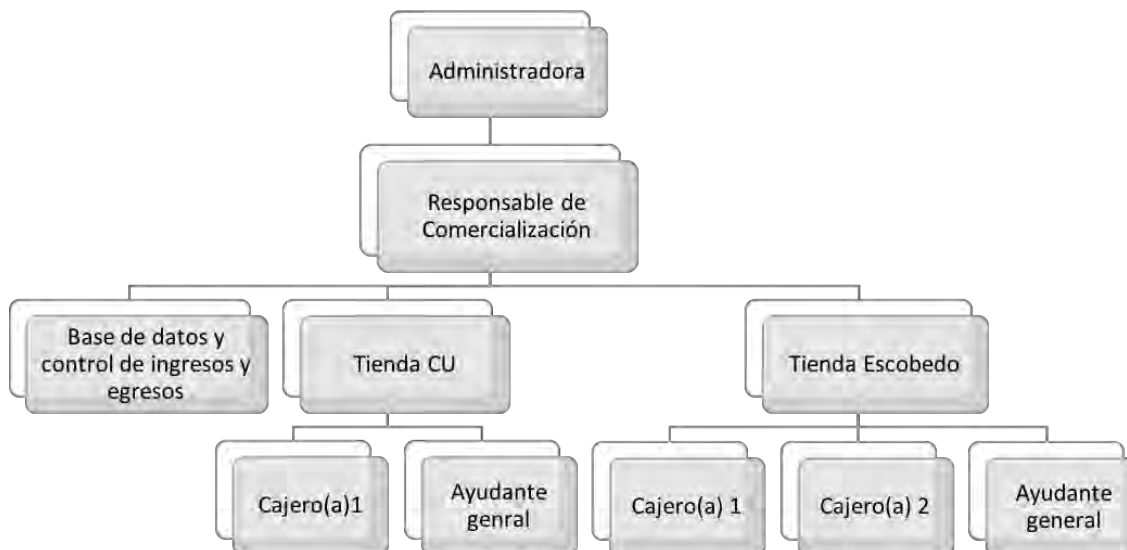 Administradora
Responsable de
Comercialización
Base de datos y
control de ingresos y
egresos
Tienda CU
Tienda Escobedo
Cajero(a)1
Ayudante
genral
Cajero(a) 1
Cajero(a) 2
Ayudante
general